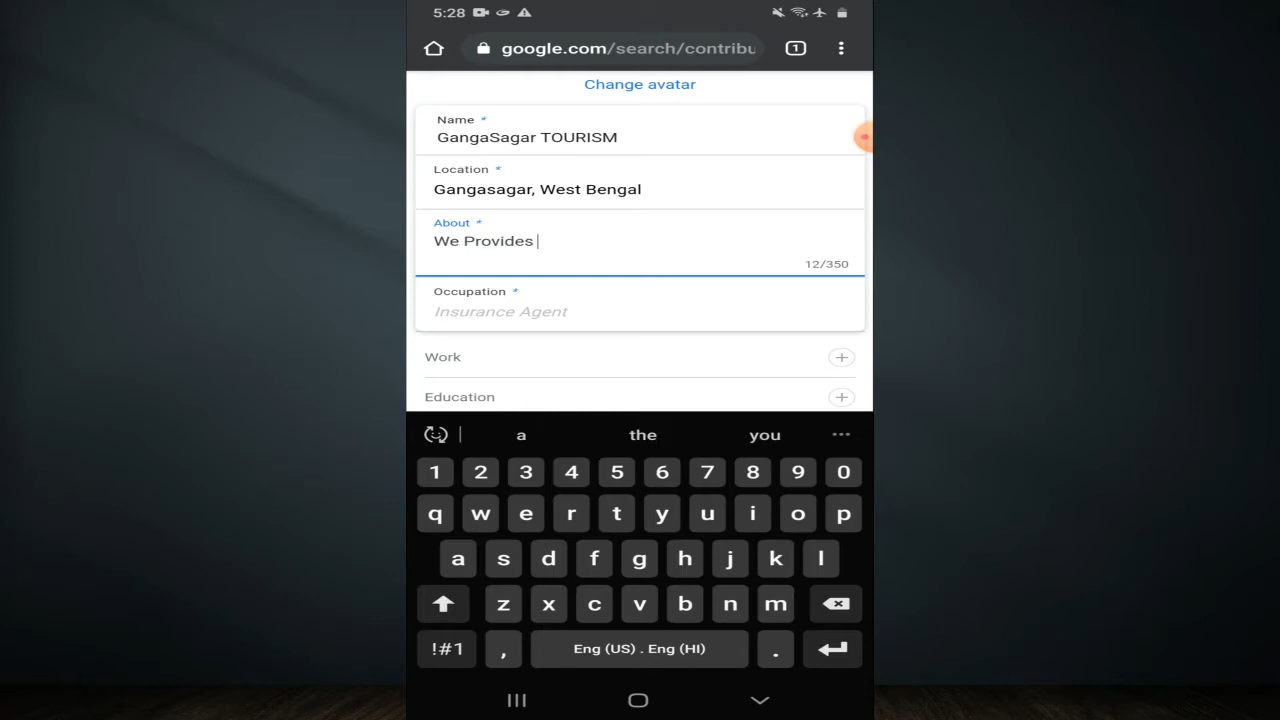 5:28
google.com/search/contribu
1
Change avatar
Name *
GangaSagar TOURISM
Location *
Gangasagar, West Bengal
About *
We Provides
12/350
Occupation *
Insurance Agent
Work
Education
a the you
1 2 3 4 5 6 7 8 9 0
q w e r t y u i o p
a s d f g h j k l
z x c v b n m
!#1 , Eng (US) . Eng (HI) .